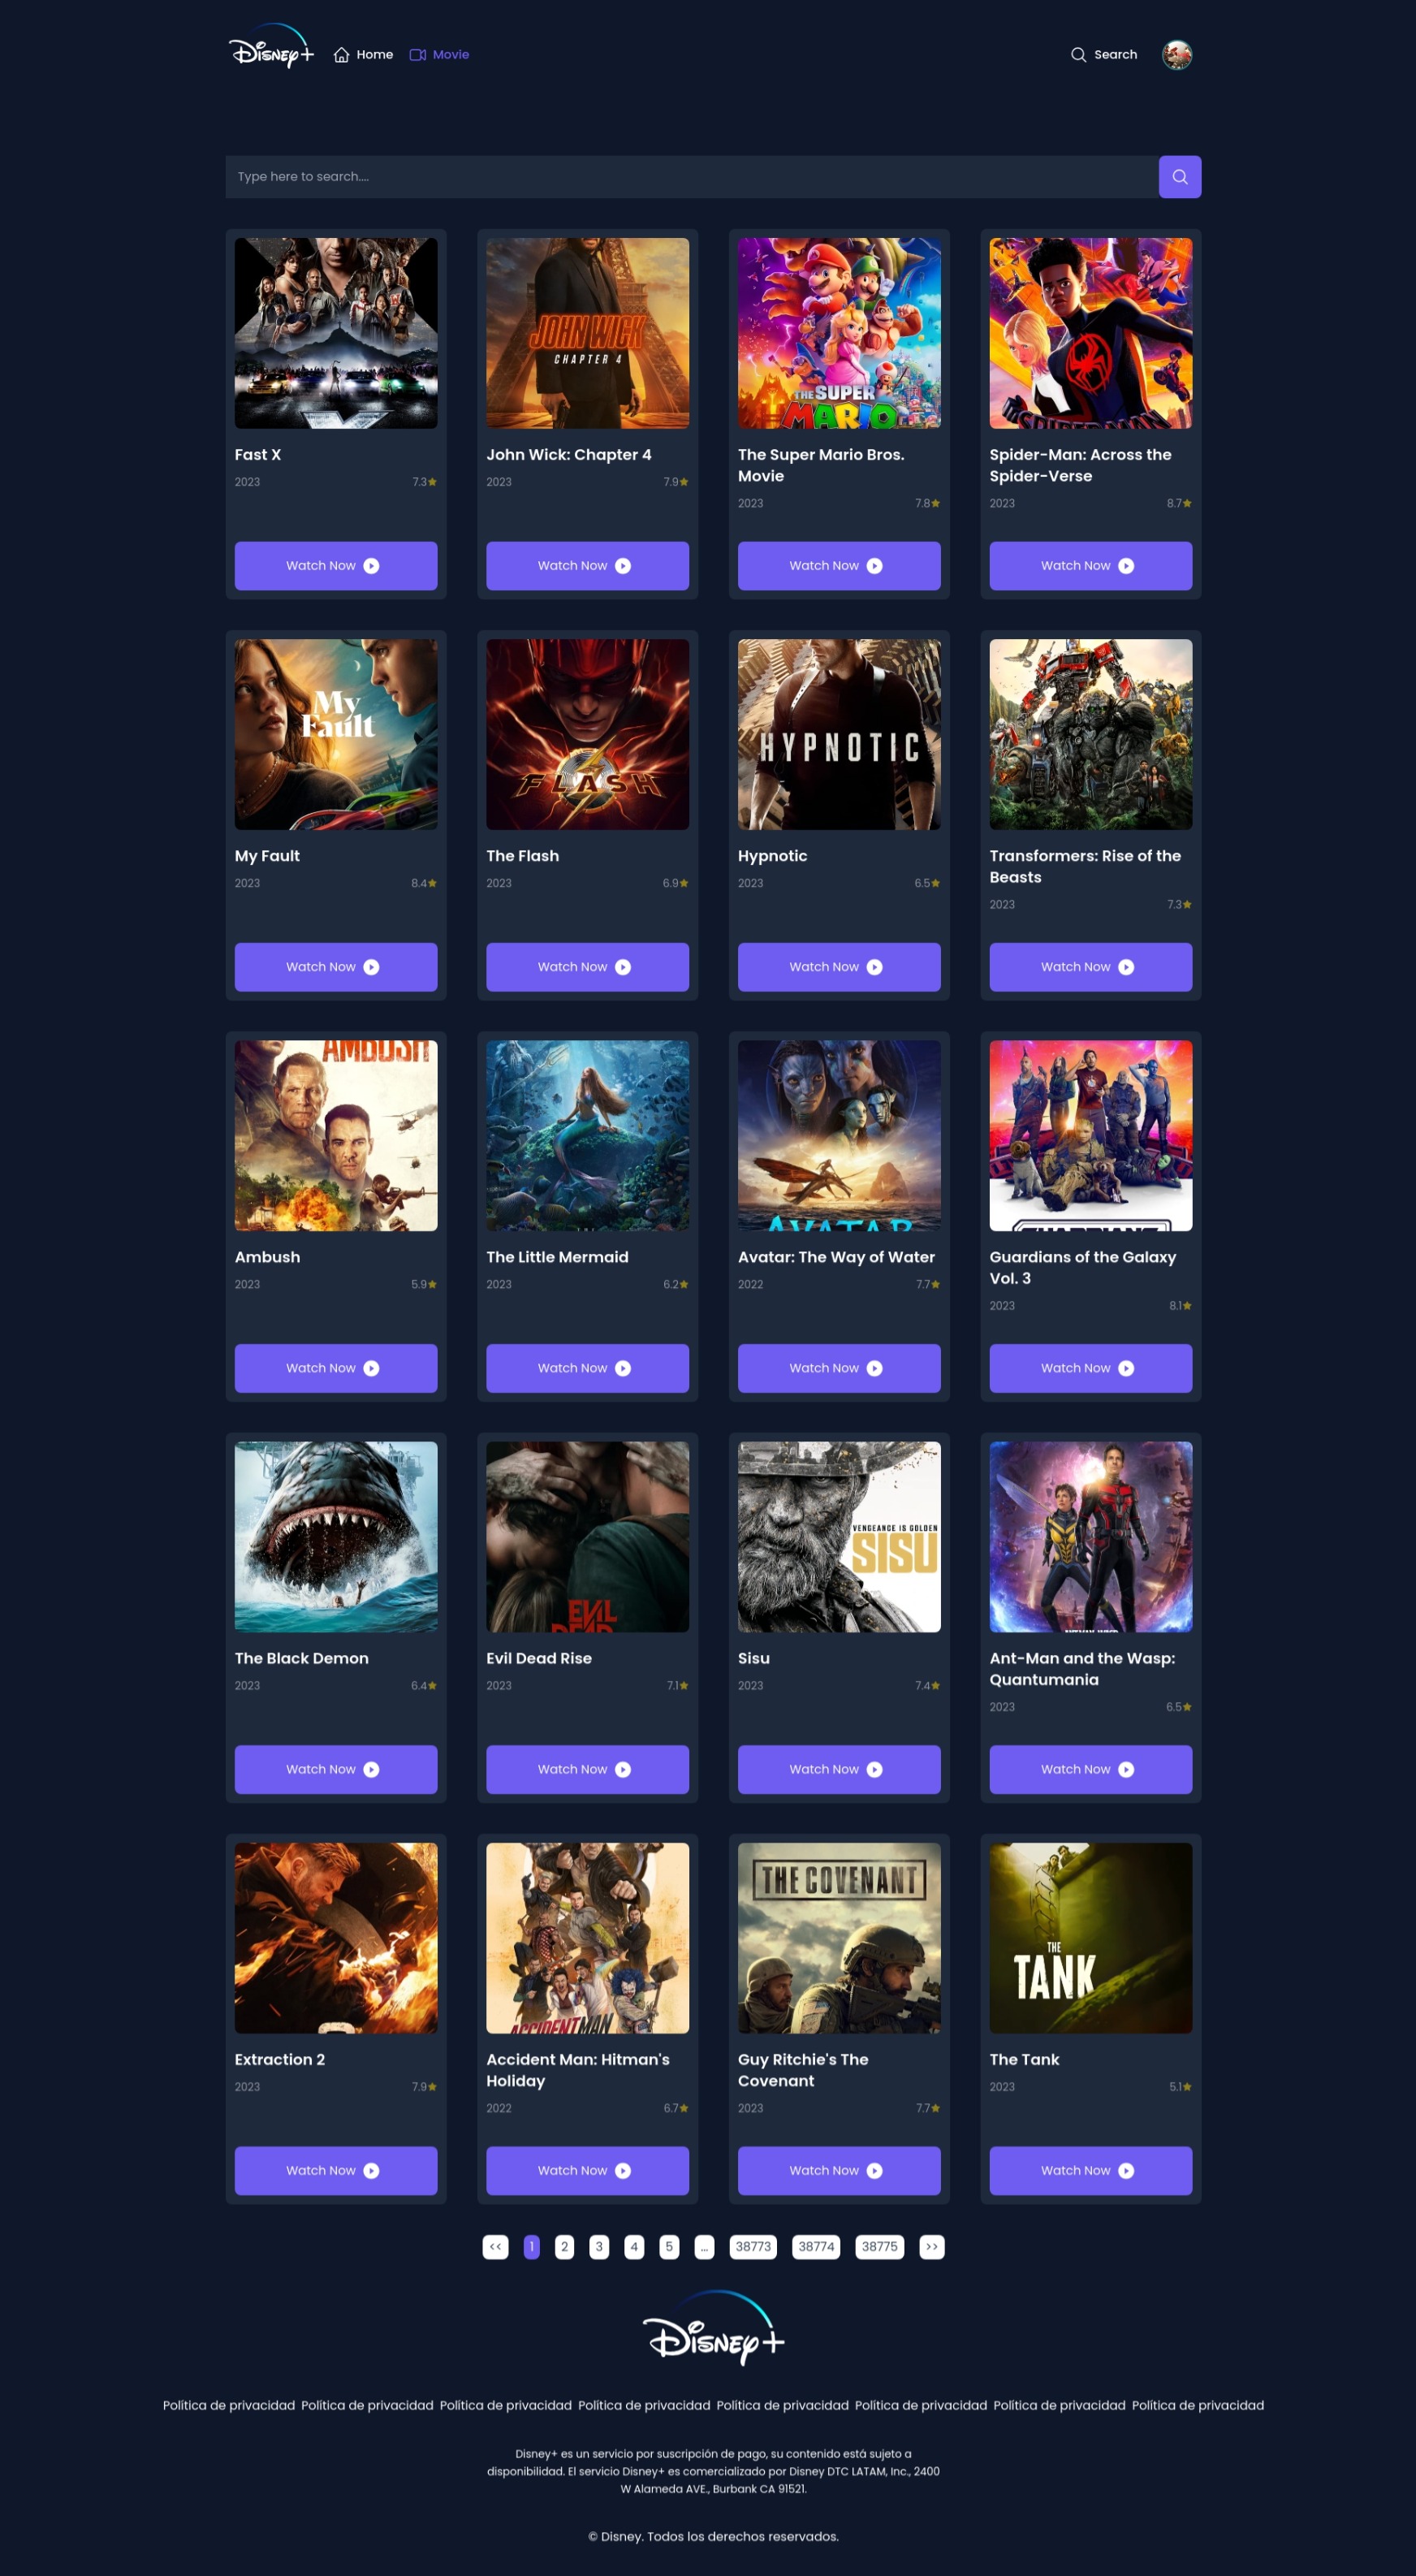 Disney+
Home
Movie
Search
Type here to search....
JOHN WICK
CHAPTER 4
THE SUPER
MARIO
Fast X
John Wick: Chapter 4
The Super Mario Bros.
Movie
Spider-Man: Across the
Spider-Verse
2023
7.3
2023
7.9
2023
7.8
2023
8.7
Watch Now
Watch Now
Watch Now
Watch Now
My
Fault
FLASH
HYPNOTIC
My Fault
The Flash
Hypnotic
Transformers: Rise of the
Beasts
2023
8.4
2023
6.9
2023
6.5
2023
7.3
Watch Now
Watch Now
Watch Now
Watch Now
AMBUSH
AVATAR
Ambush
The Little Mermaid
Avatar: The Way of Water
Guardians of the Galaxy
Vol. 3
2023
5.9
2023
6.2
2022
7.7
2023
8.1
Watch Now
Watch Now
Watch Now
Watch Now
EVIL
DEAD
VENGEANCE IS GOLDEN
SISU
The Black Demon
Evil Dead Rise
Sisu
Ant-Man and the Wasp:
Quantumania
2023
6.4
2023
7.1
2023
7.4
2023
6.5
Watch Now
Watch Now
Watch Now
Watch Now
ACCIDENT MAN
THE COVENANT
THE
TANK
Extraction 2
Accident Man: Hitman's
Holiday
Guy Ritchie's The
Covenant
The Tank
2023
7.9
2022
6.7
2023
7.7
2023
5.1
Watch Now
Watch Now
Watch Now
Watch Now
<< 1 2 3 4 5 ... 38773 38774 38775 >>
Disney+
Política de privacidad Política de privacidad Política de privacidad Política de privacidad Política de privacidad Política de privacidad Política de privacidad Política de privacidad
Disney+ es un servicio por suscripción de pago, su contenido está sujeto a
disponibilidad. El servicio Disney+ es comercializado por Disney DTC LATAM, Inc., 2400
W Alameda AVE., Burbank CA 91521.
© Disney. Todos los derechos reservados.